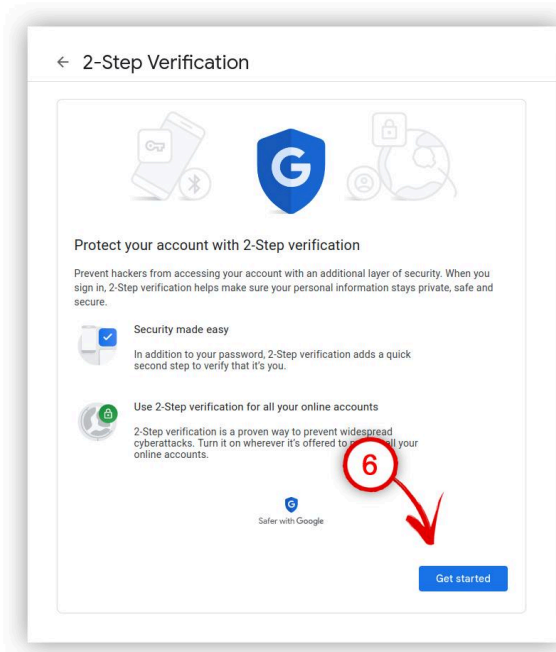 ← 2-Step Verification
G
Protect your account with 2-Step verification
Prevent hackers from accessing your account with an additional layer of security. When you
sign in, 2-Step verification helps make sure your personal information stays private, safe and
secure.
Security made easy
In addition to your password, 2-Step verification adds a quick
second step to verify that it's you.
Use 2-Step verification for all your online accounts
2-Step verification is a proven way to prevent widespread
cyberattacks. Turn it on wherever it's offered to all your
online accounts.
6
G
Safer with Google
Get started